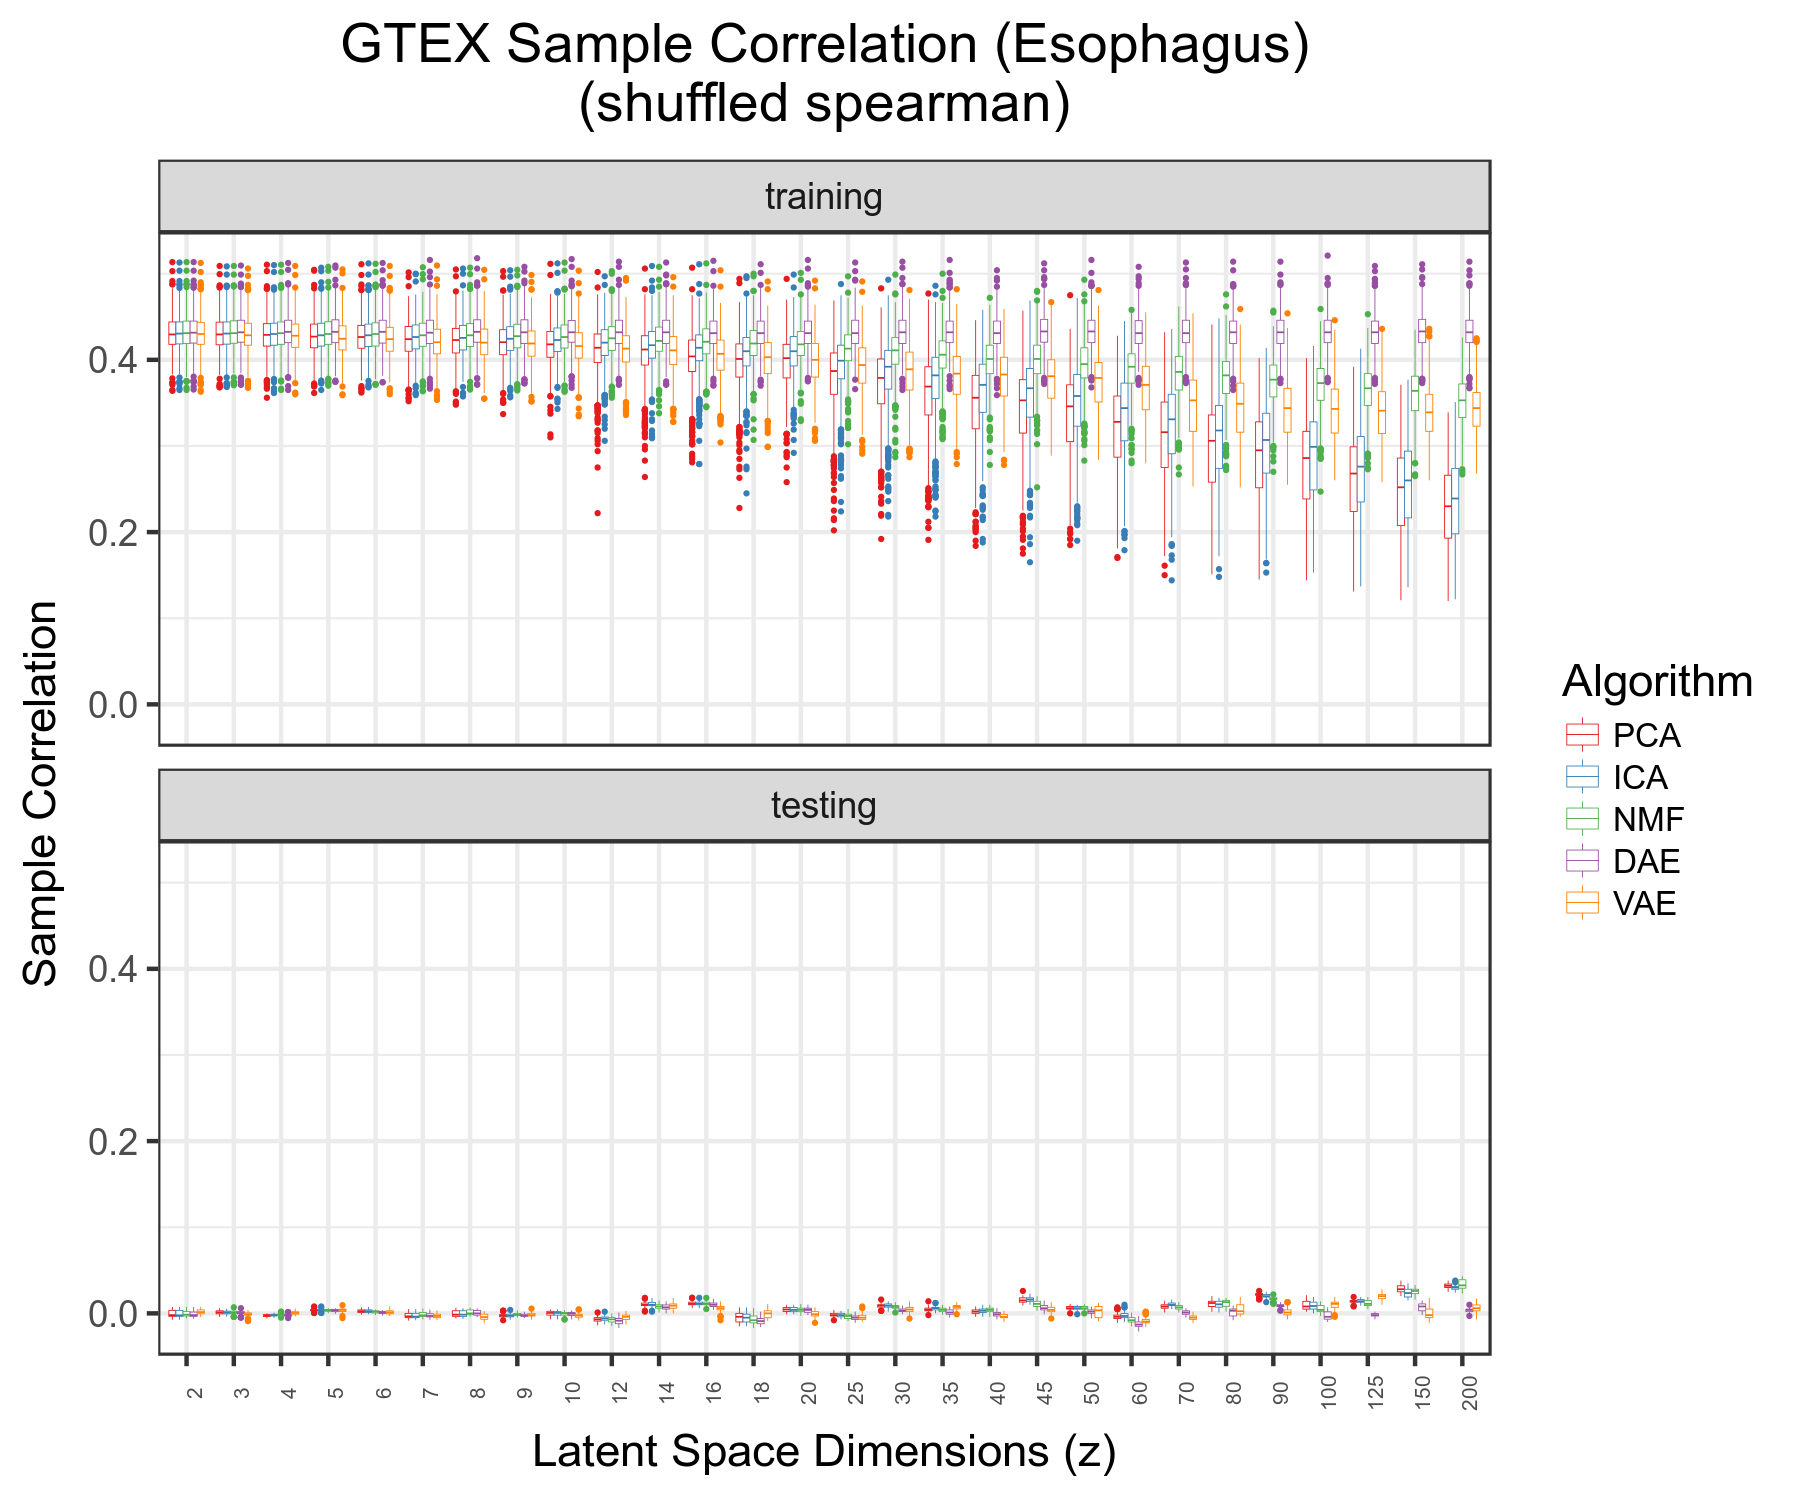 GTEX Sample Correlation (Esophagus)
(shuffled spearman)
training
0.4
0.2
0.0
testing
0.4
0.2
0.0
Sample Correlation
2 3 4 5 6 7 8 9 10 12 14 16 18 20 25 30 35 40 45 50 60 70 80 90 100 125 150 200
Latent Space Dimensions (z)
Algorithm
PCA
ICA
NMF
DAE
VAE